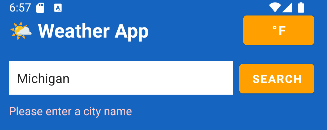 6:57
Weather App
°F
Michigan
SEARCH
Please enter a city name